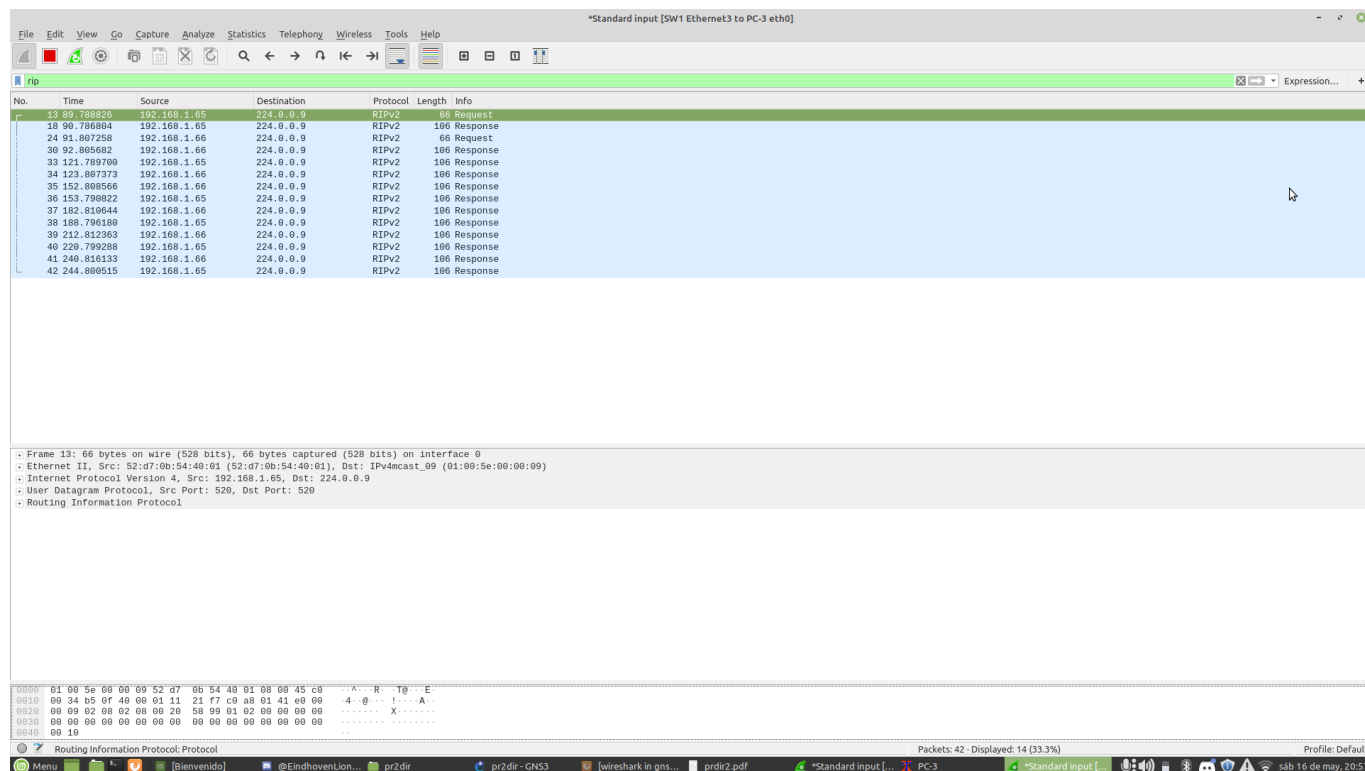 *Standard input [SW1 Ethernet3 to PC-3 eth0]
File Edit View Go Capture Analyze Statistics Telephony Wireless Tools Help
rip Expression... +
No. Time Source Destination Protocol Length Info
13 89.788826 192.168.1.65 224.0.0.9 RIPv2 66 Request
18 90.786804 192.168.1.65 224.0.0.9 RIPv2 106 Response
24 91.807258 192.168.1.66 224.0.0.9 RIPv2 66 Request
30 92.805682 192.168.1.66 224.0.0.9 RIPv2 106 Response
33 121.789700 192.168.1.65 224.0.0.9 RIPv2 106 Response
34 123.807373 192.168.1.66 224.0.0.9 RIPv2 106 Response
35 152.808566 192.168.1.66 224.0.0.9 RIPv2 106 Response
36 153.790822 192.168.1.65 224.0.0.9 RIPv2 106 Response
37 182.810644 192.168.1.66 224.0.0.9 RIPv2 106 Response
38 188.796180 192.168.1.65 224.0.0.9 RIPv2 106 Response
39 212.812363 192.168.1.66 224.0.0.9 RIPv2 106 Response
40 220.799288 192.168.1.65 224.0.0.9 RIPv2 106 Response
41 240.816133 192.168.1.66 224.0.0.9 RIPv2 106 Response
42 244.800515 192.168.1.65 224.0.0.9 RIPv2 106 Response
Frame 13: 66 bytes on wire (528 bits), 66 bytes captured (528 bits) on interface 0
Ethernet II, Src: 52:d7:0b:54:40:01 (52:d7:0b:54:40:01), Dst: IPv4mcast_09 (01:00:5e:00:00:09)
Internet Protocol Version 4, Src: 192.168.1.65, Dst: 224.0.0.9
User Datagram Protocol, Src Port: 520, Dst Port: 520
Routing Information Protocol
0000 01 00 5e 00 00 09 52 d7 0b 54 40 01 08 00 45 c0 ··^···R· ·T@···E·
0010 00 34 b5 0f 40 00 01 11 21 f7 c0 a8 01 41 e0 00 ·4··@··· !····A··
0020 00 09 02 08 02 08 00 20 58 99 01 02 00 00 00 00 ······· X·······
0030 00 00 00 00 00 00 00 00 00 00 00 00 00 00 00 00 ········ ········
0040 00 10 ··
Routing Information Protocol: Protocol Packets: 42 · Displayed: 14 (33.3%) Profile: Defaul
Menu [Bienvenido] @EindhovenLion... pr2dir pr2dir - GNS3 [wireshark in gns... prdir2.pdf *Standard input [... PC-3 *Standard input [... sáb 16 de may, 20:5